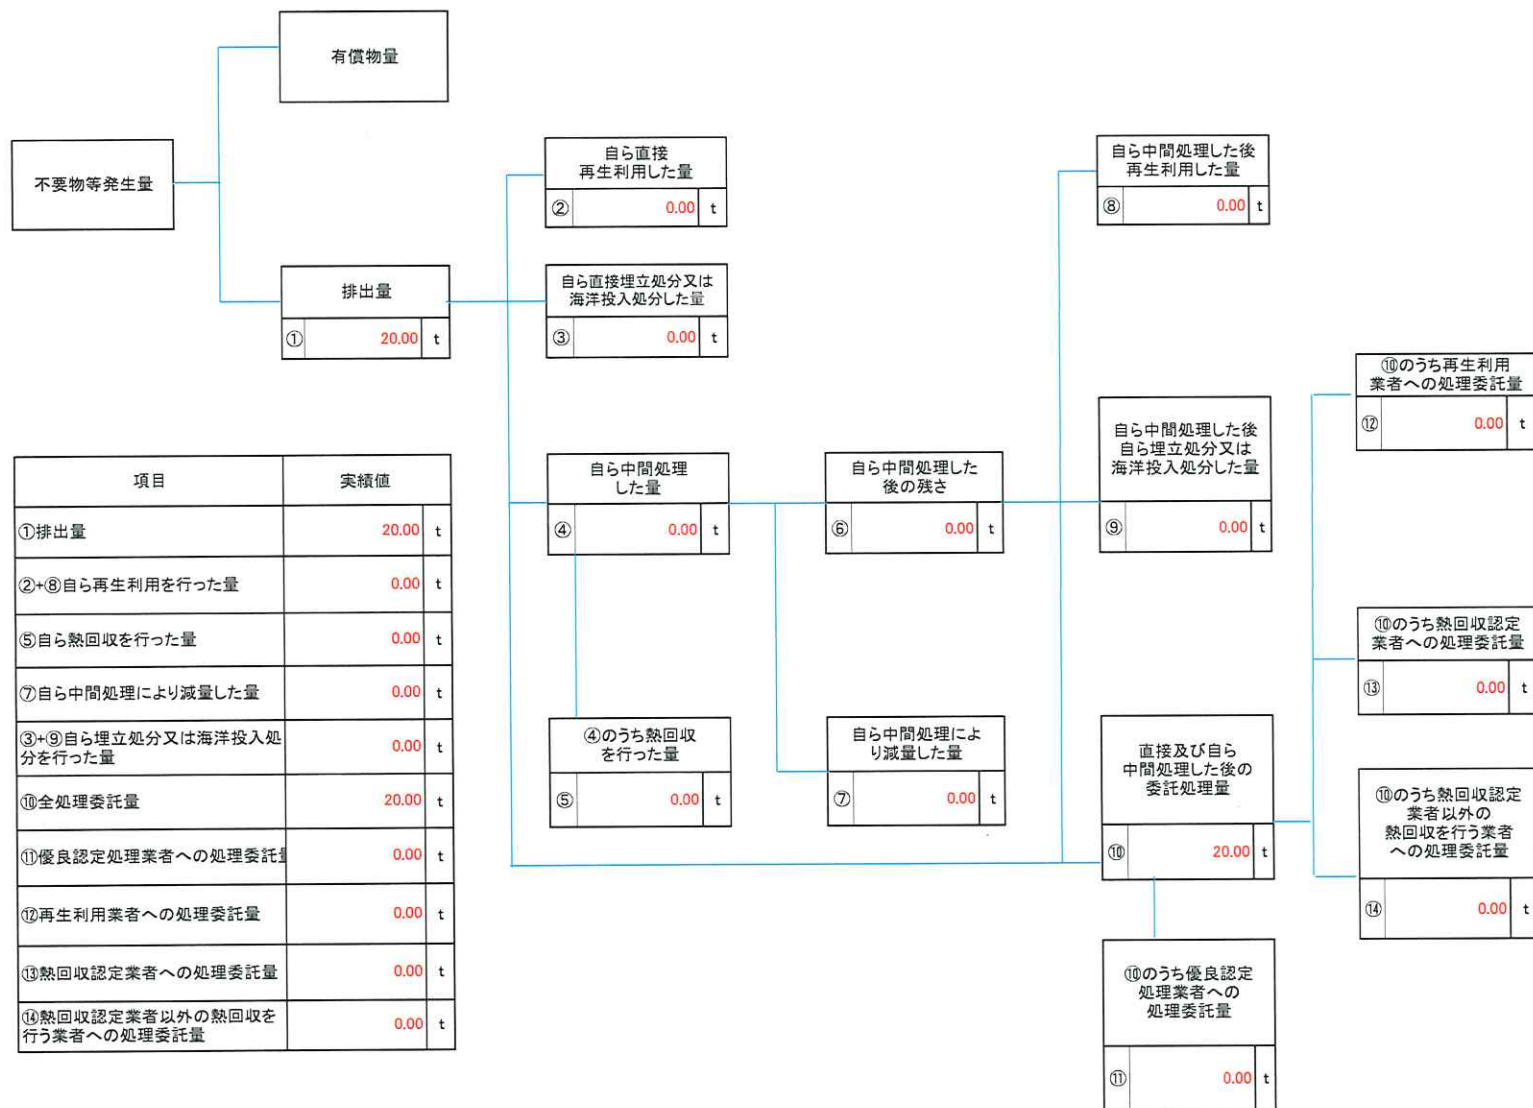 有償物量
不要物等発生量
排出量
① 20.00 t
自ら直接
再生利用した量
② 0.00 t
自ら直接埋立処分又は
海洋投入処分した量
③ 0.00 t
自ら中間処理
した量
④ 0.00 t
④のうち熱回収
を行った量
⑤ 0.00 t
自ら中間処理した
後の残さ
⑥ 0.00 t
自ら中間処理によ
り減量した量
⑦ 0.00 t
自ら中間処理した後
再生利用した量
⑧ 0.00 t
自ら中間処理した後
自ら埋立処分又は
海洋投入処分した量
⑨ 0.00 t
直接及び自ら
中間処理した後の
委託処理量
⑩ 20.00 t
⑩のうち優良認定
処理業者への
処理委託量
⑪ 0.00 t
⑩のうち再生利用
業者への処理委託量
⑫ 0.00 t
⑩のうち熱回収認定
業者への処理委託量
⑬ 0.00 t
⑩のうち熱回収認定
業者以外の
熱回収を行う業者
への処理委託量
⑭ 0.00 t
項目 実績値
①排出量 20.00 t
②+⑧自ら再生利用を行った量 0.00 t
⑤自ら熱回収を行った量 0.00 t
⑦自ら中間処理により減量した量 0.00 t
③+⑨自ら埋立処分又は海洋投入処
分を行った量 0.00 t
⑩全処理委託量 20.00 t
⑪優良認定処理業者への処理委託 0.00 t
⑫再生利用業者への処理委託量 0.00 t
⑬熱回収認定業者への処理委託量 0.00 t
⑭熱回収認定業者以外の熱回収を
行う業者への処理委託量 0.00 t